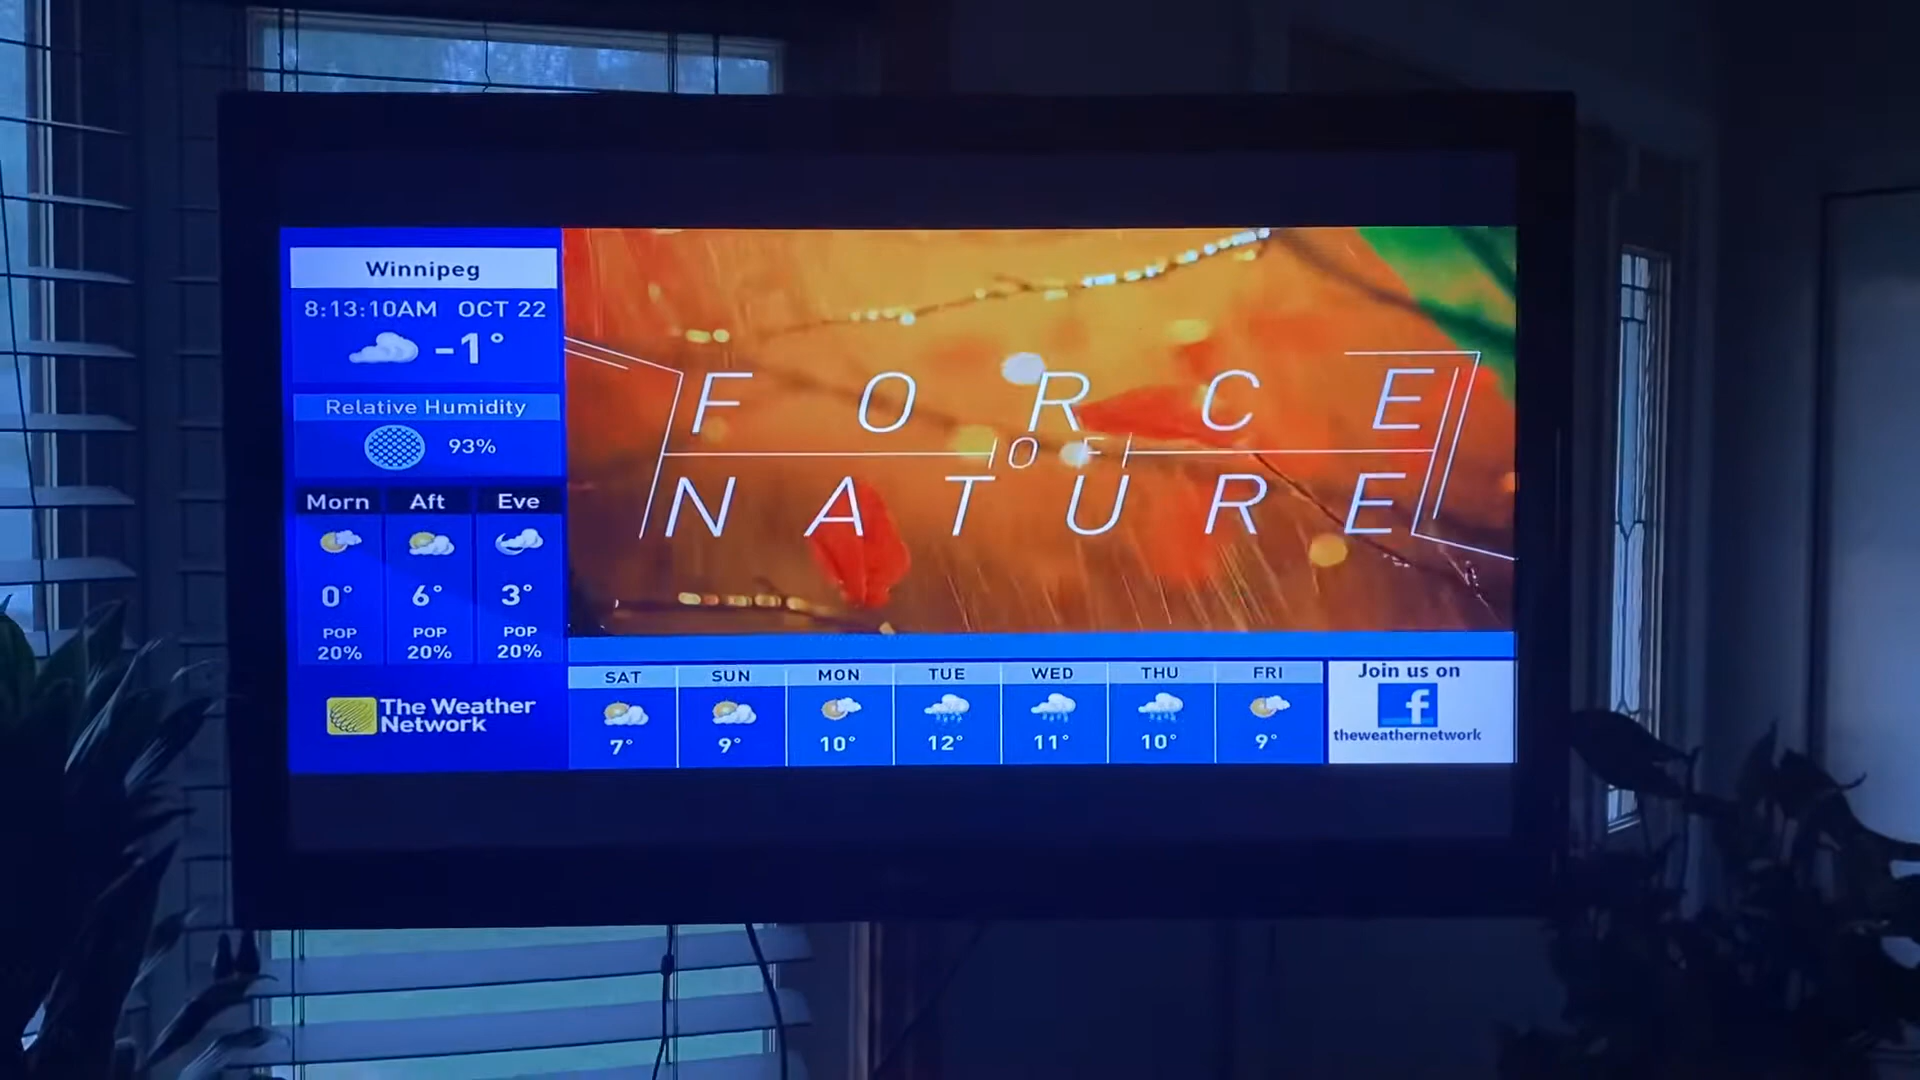 Winnipeg
8:13:10AM OCT 22
-1°
Relative Humidity
93%
Morn Aft Eve
0° 6° 3°
POP POP POP
20% 20% 20%
The Weather
Network
FORCE
OF
NATURE
SAT SUN MON TUE WED THU FRI
7° 9° 10° 12° 11° 10° 9°
Join us on
f
theweathernetwork